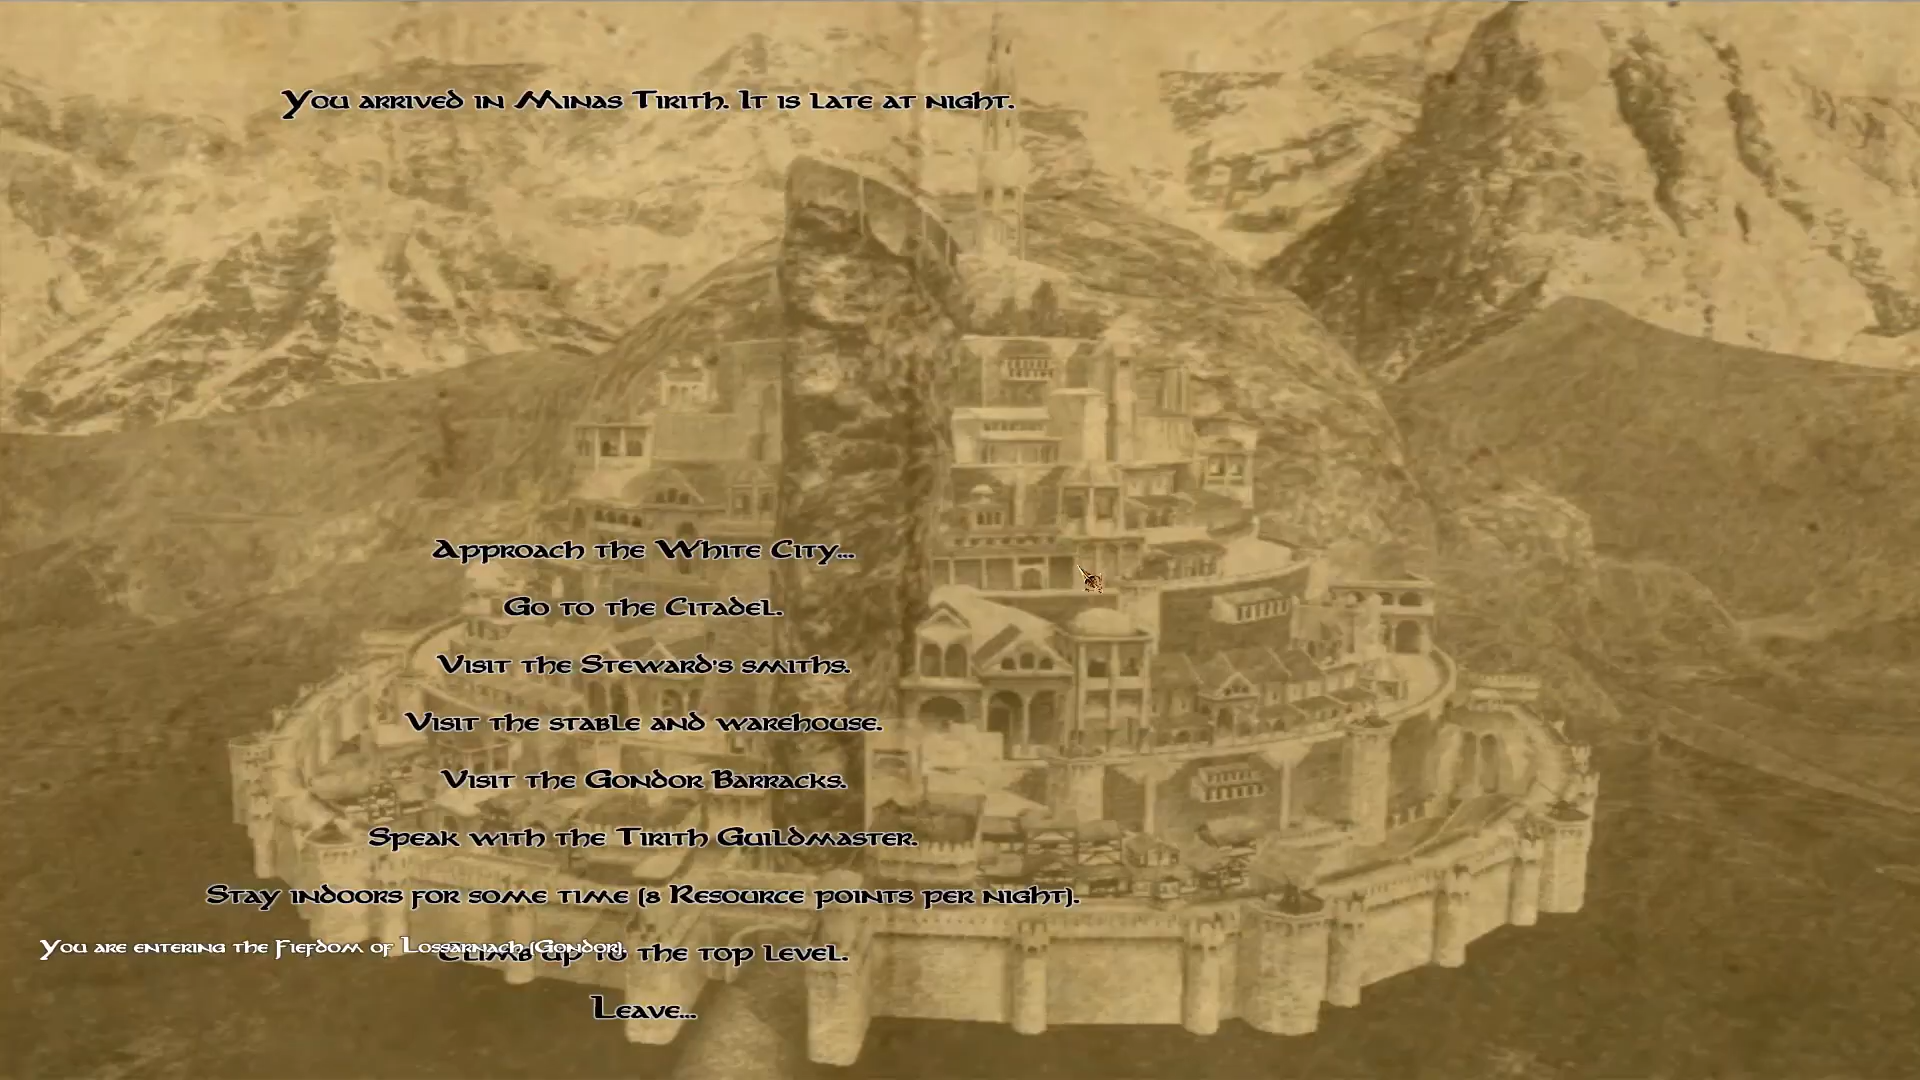 You arrived in Minas Tirith. It is late at night.
Approach the White City...
Go to the Citadel.
Visit the Steward's smiths.
Visit the stable and warehouse.
Visit the Gondor Barracks.
Speak with the Tirith Guildmaster.
Stay indoors for some time (8 Resource points per night).
You are entering the Fiefdom of Lossarnach (Gondor).
Climb up to the top level.
Leave...